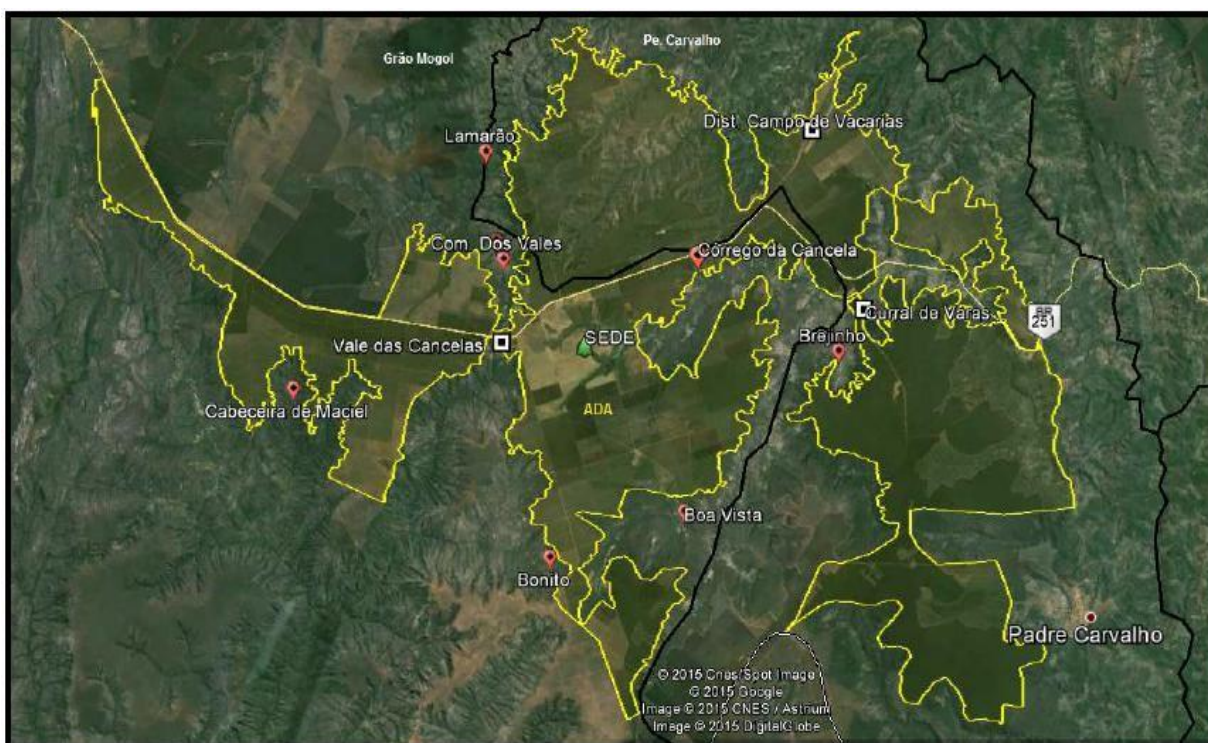 Pe. Carvalho
Grão Mogol
Dist. Campo de Vacarias
Lamarão
Com. Dos Vales
Córrego da Cancela
BR
251
Curral de Varas
Vale das Cancelas
SEDE
Brejinho
Cabeceira de Maciel
ADA
Boa Vista
Bonito
Padre Carvalho
© 2015 Cnes/Spot Image
© 2015 Google
Image © 2015 CNES / Astrium
Image © 2015 DigitalGlobe